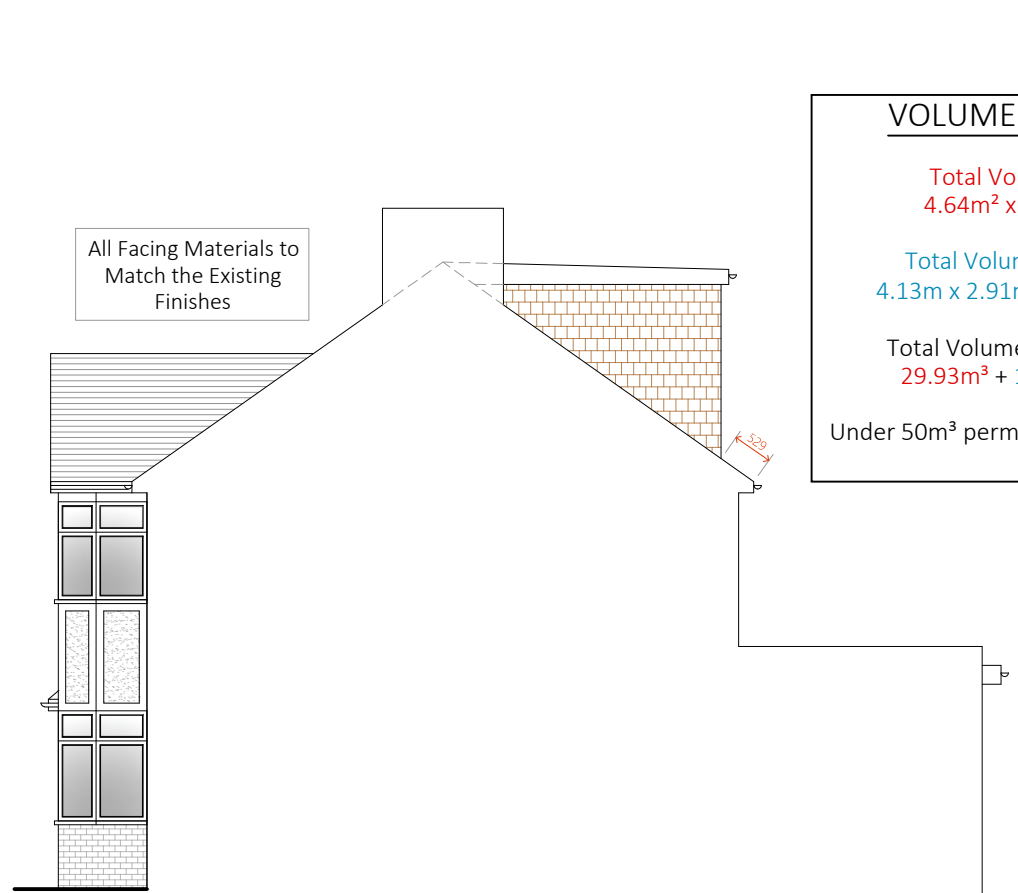 VOLUME
Total Vo
4.64m² x
Total Volu
4.13m x 2.91
Total Volume
29.93m³ +
Under 50m³ perm
All Facing Materials to
Match the Existing
Finishes
529